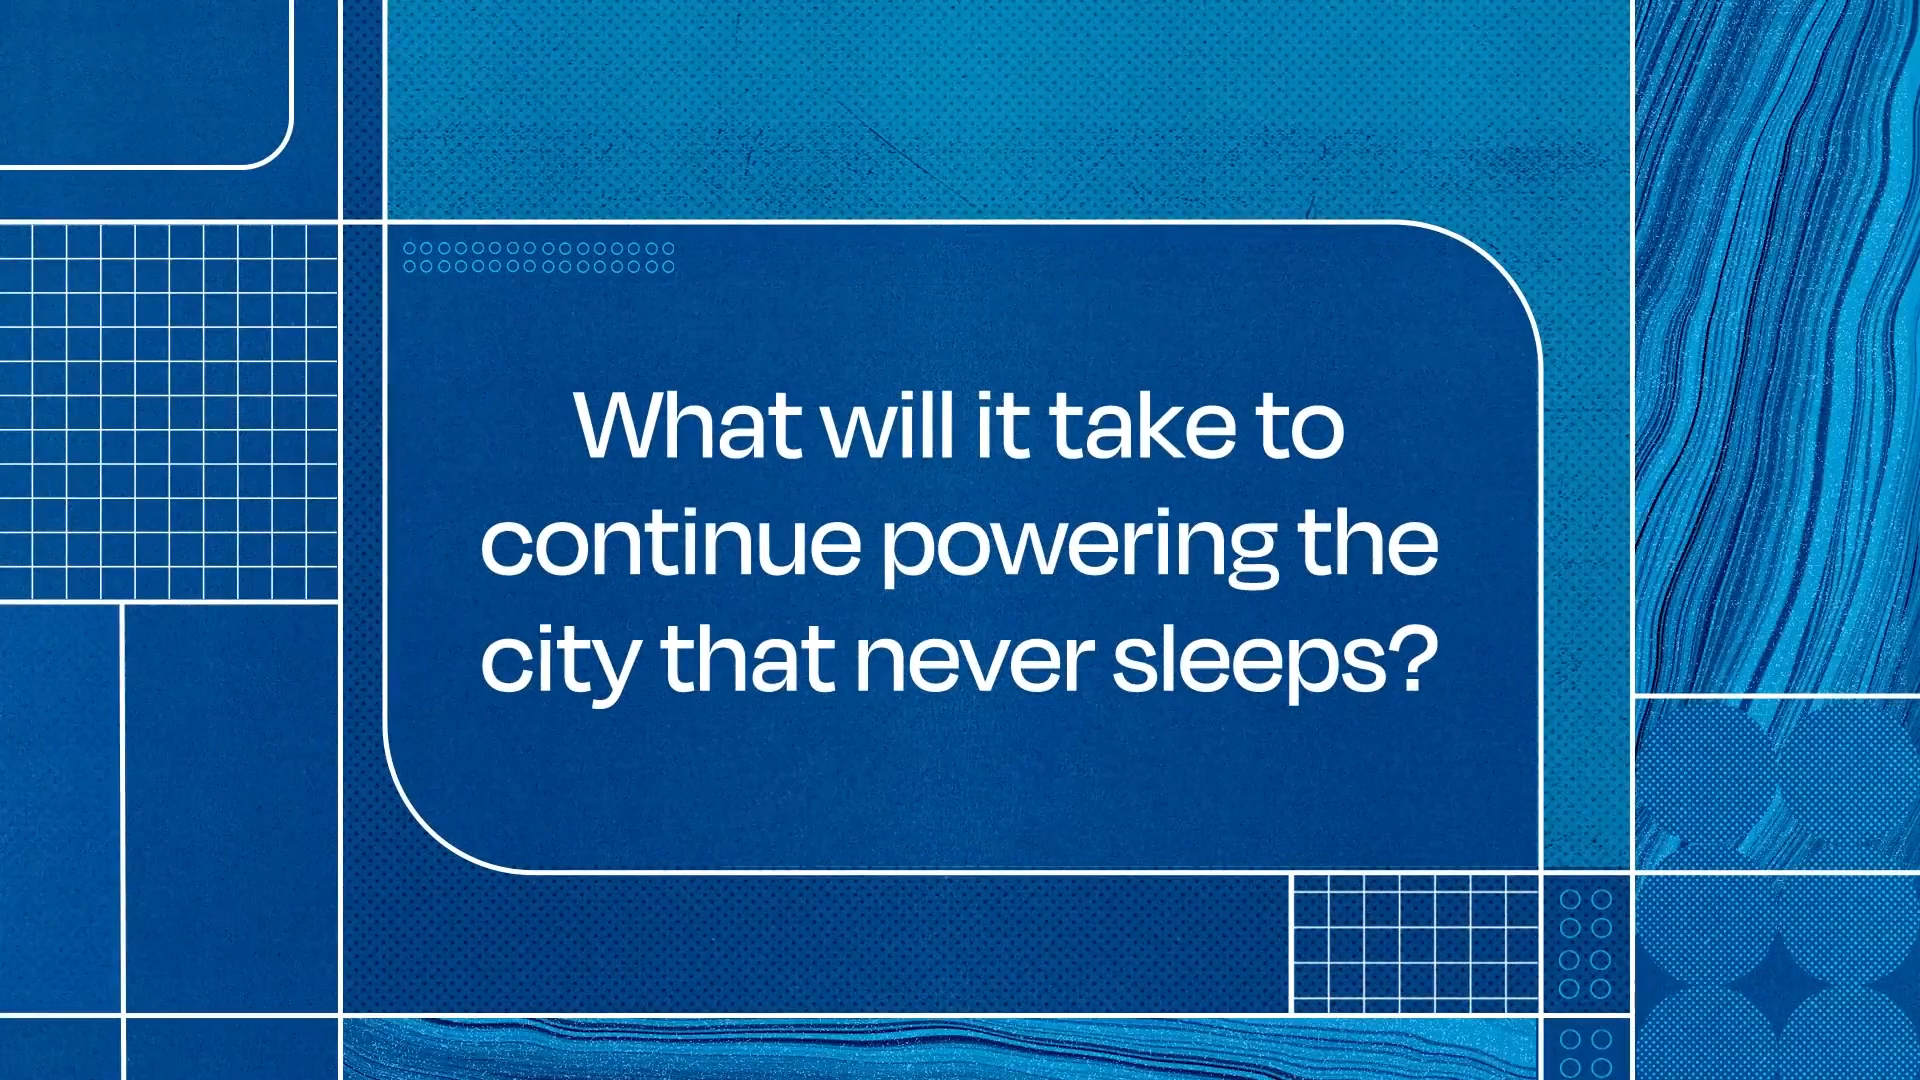 What will it take to
continue powering the
city that never sleeps?